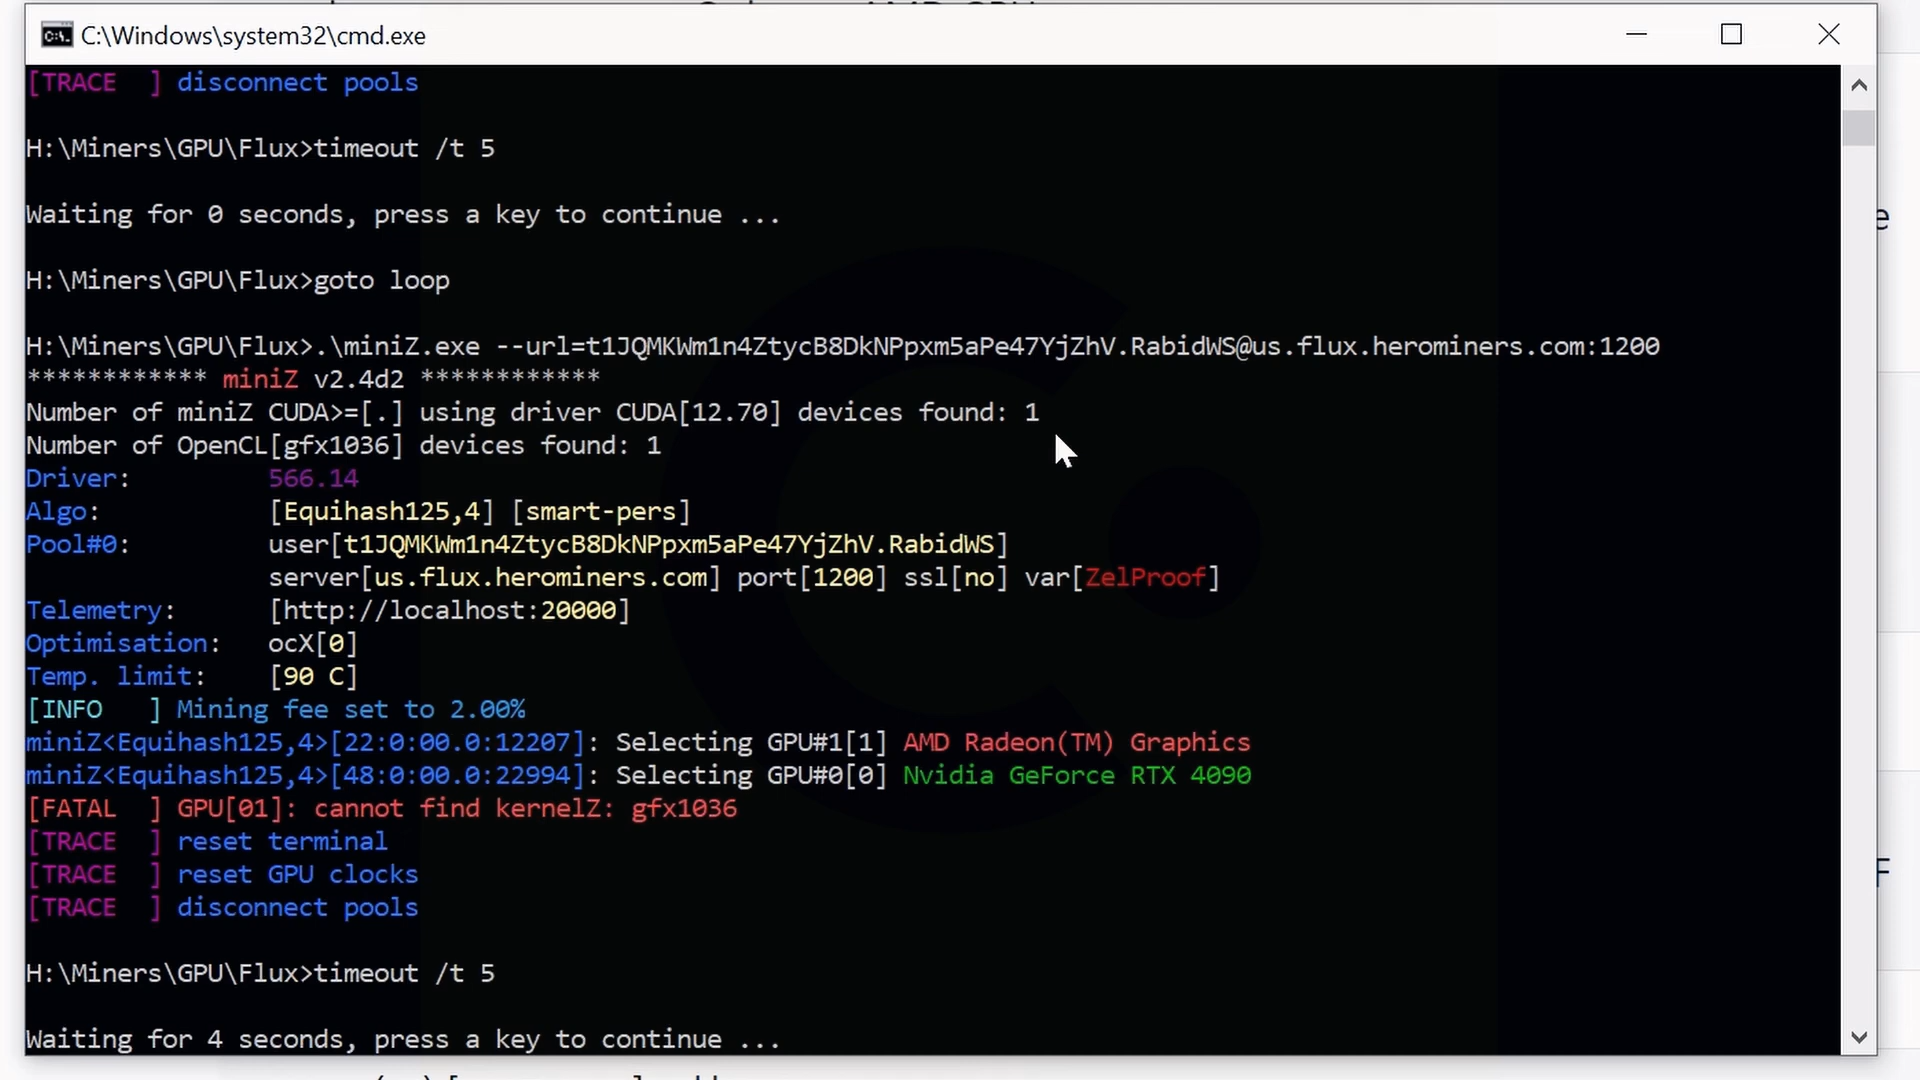 C:\Windows\system32\cmd.exe
[TRACE  ] disconnect pools
H:\Miners\GPU\Flux>timeout /t 5
Waiting for 0 seconds, press a key to continue ...
H:\Miners\GPU\Flux>goto loop
H:\Miners\GPU\Flux>.\miniZ.exe --url=t1JQMKWm1n4ZtycB8DkNPpxm5aPe47YjZhV.RabidWS@us.flux.herominers.com:1200
************ miniZ v2.4d2 ************
Number of miniZ CUDA>=[.] using driver CUDA[12.70] devices found: 1
Number of OpenCL[gfx1036] devices found: 1
Driver:         566.14
Algo:           [Equihash125,4] [smart-pers]
Pool#0:         user[t1JQMKWm1n4ZtycB8DkNPpxm5aPe47YjZhV.RabidWS]
server[us.flux.herominers.com] port[1200] ssl[no] var[ZelProof]
Telemetry:      [http://localhost:20000]
Optimisation:   ocX[0]
Temp. limit:    [90 C]
[INFO   ] Mining fee set to 2.00%
miniZ<Equihash125,4>[22:0:00.0:12207]: Selecting GPU#1[1] AMD Radeon(TM) Graphics
miniZ<Equihash125,4>[48:0:00.0:22994]: Selecting GPU#0[0] Nvidia GeForce RTX 4090
[FATAL  ] GPU[01]: cannot find kernelZ: gfx1036
[TRACE  ] reset terminal
[TRACE  ] reset GPU clocks
[TRACE  ] disconnect pools
H:\Miners\GPU\Flux>timeout /t 5
Waiting for 4 seconds, press a key to continue ...